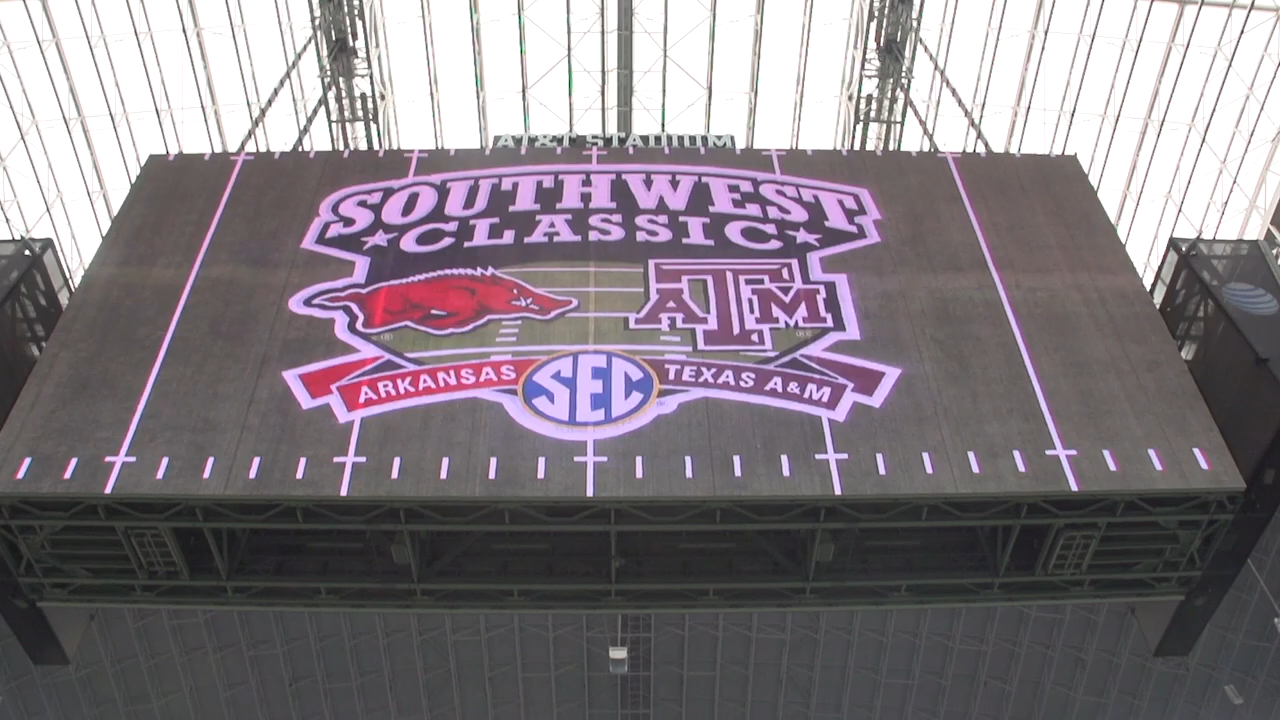 AT&T STADIUM
SOUTHWEST
CLASSIC
ATM
ARKANSAS SEC TEXAS A&M